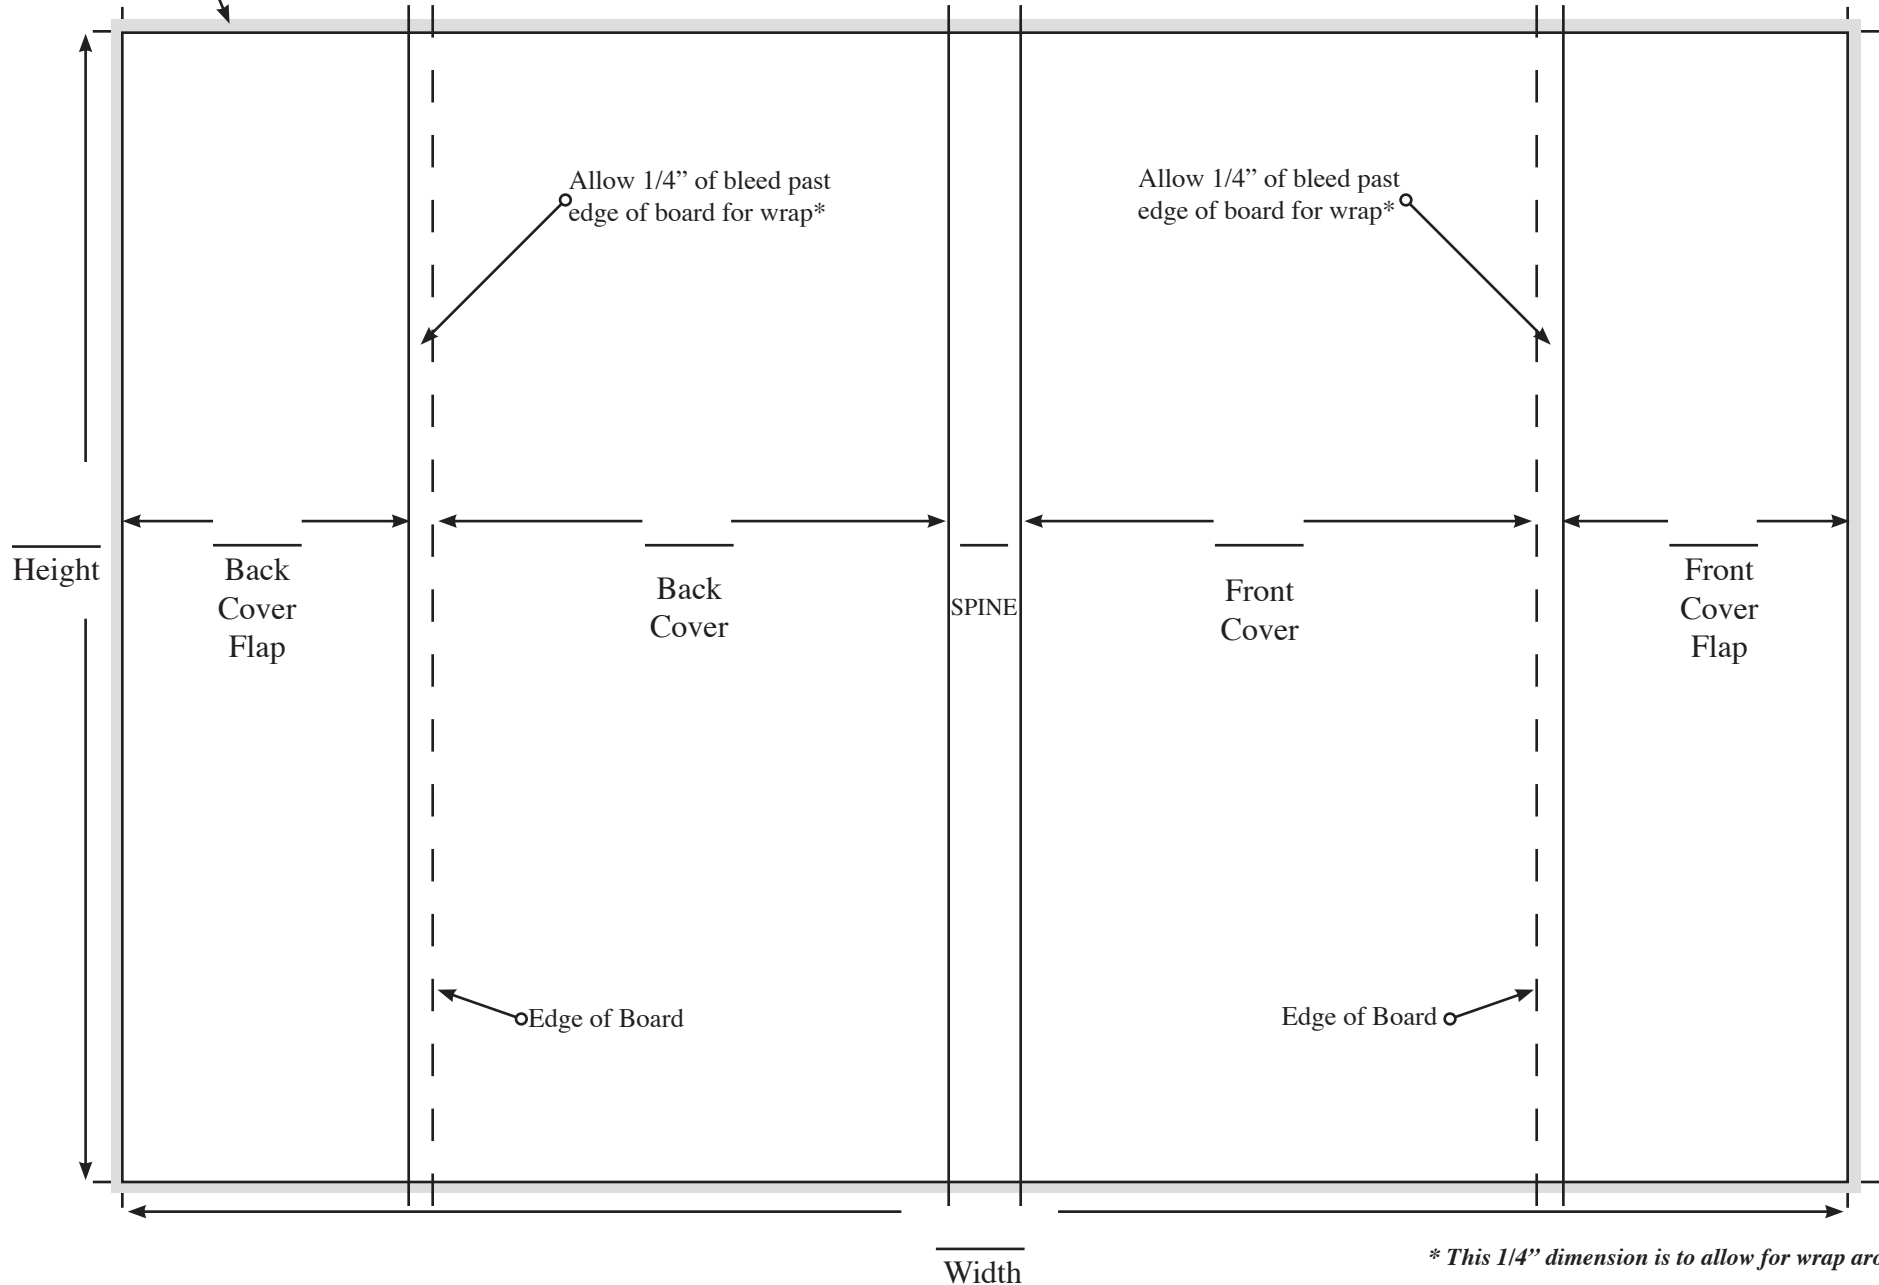 Allow 1/4” of bleed past
edge of board for wrap*
Allow 1/4” of bleed past
edge of board for wrap*
Height
Back
Cover
Flap
Back
Cover
SPINE
Front
Cover
Front
Cover
Flap
Edge of Board
Edge of Board
Width
* This 1/4” dimension is to allow for wrap